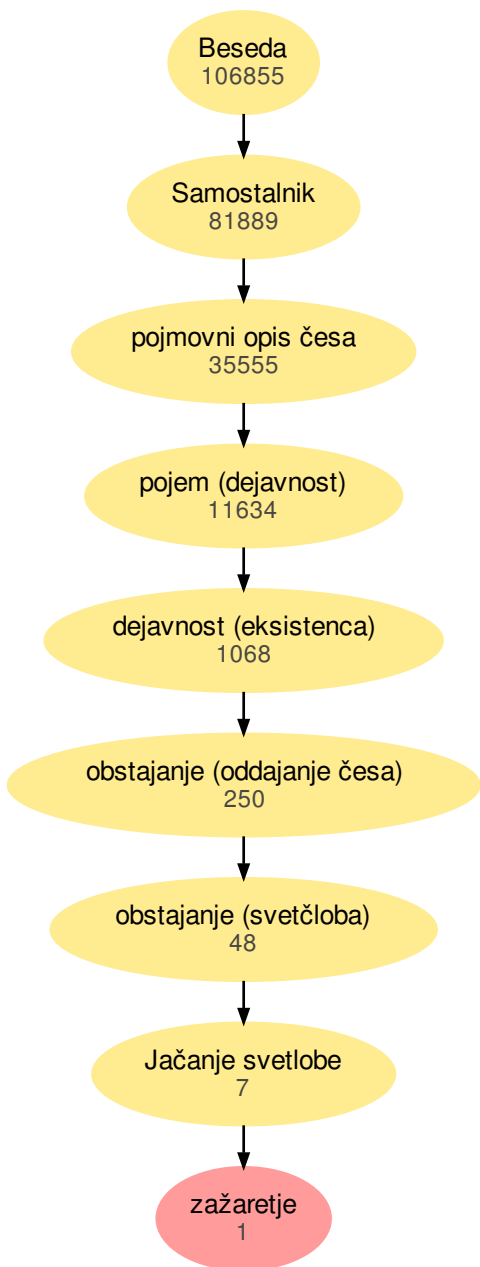 Beseda
106855
Samostalnik
81889
pojmovni opis česa
35555
pojem (dejavnost)
11634
dejavnost (eksistenca)
1068
obstajanje (oddajanje česa)
250
obstajanje (svetčloba)
48
Jačanje svetlobe
7
zažaretje
1